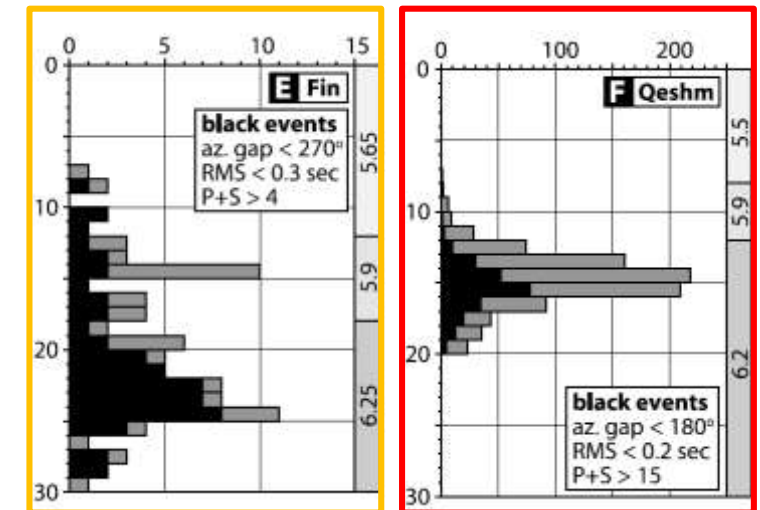 0 5 10 15
0
E Fin
black events
az. gap < 270°
RMS < 0.3 sec
P+S > 4
5.65
10
5.9
20
6.25
30
0 100 200
0
F Qeshm
5.5
10
5.9
20
6.2
black events
az. gap < 180°
RMS < 0.2 sec
P+S > 15
30